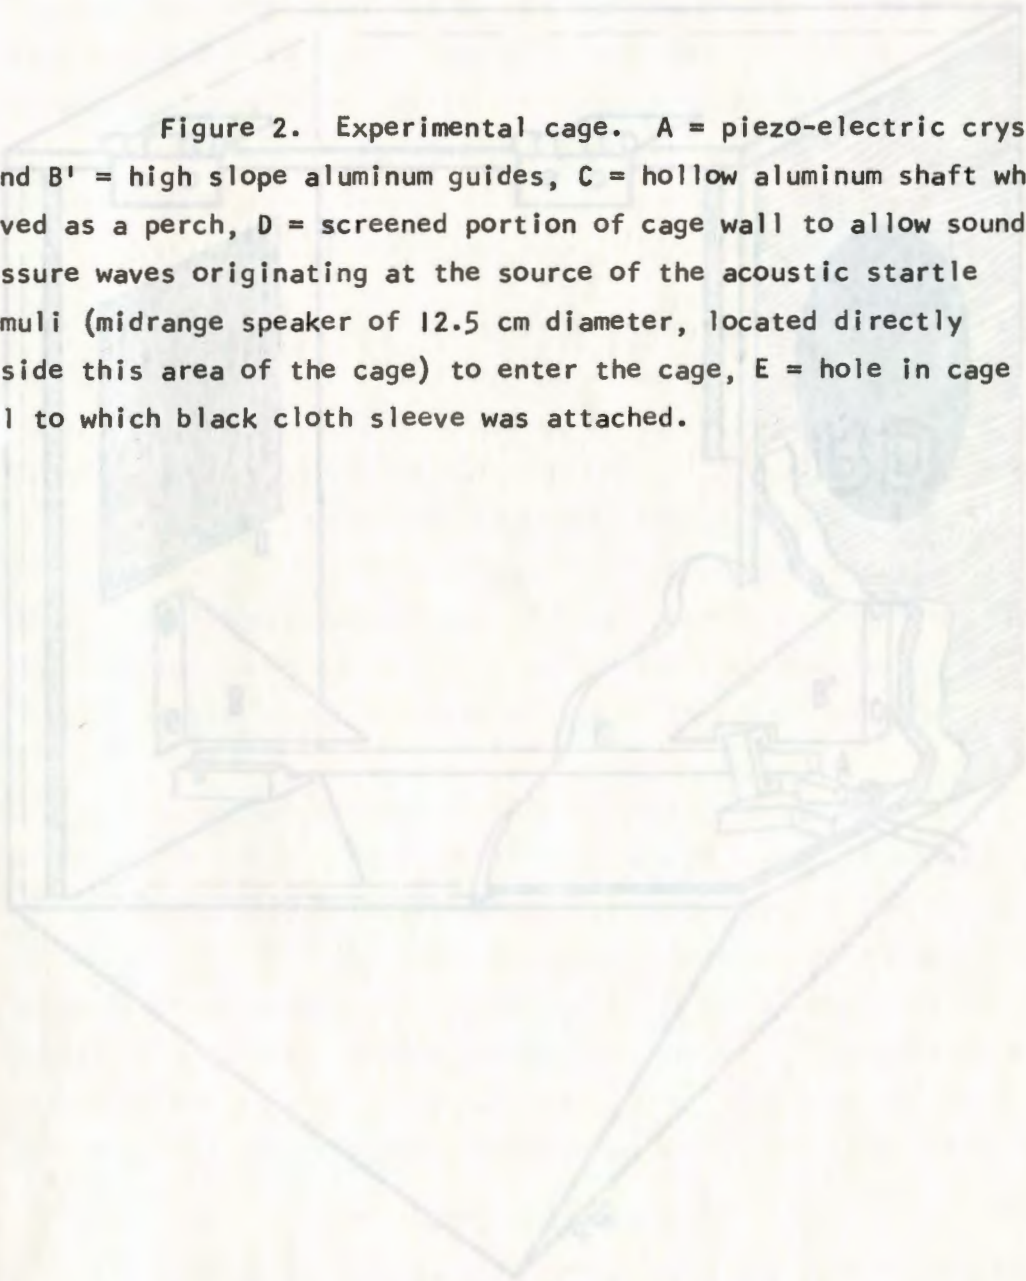 Figure 2. Experimental cage. A = piezo-electric crys
nd B' = high slope aluminum guides, C = hollow aluminum shaft wh
ved as a perch, D = screened portion of cage wall to allow sound
ssure waves originating at the source of the acoustic startle
muli (midrange speaker of 12.5 cm diameter, located directly
side this area of the cage) to enter the cage, E = hole in cage
l to which black cloth sleeve was attached.
D
B
B'
C
A